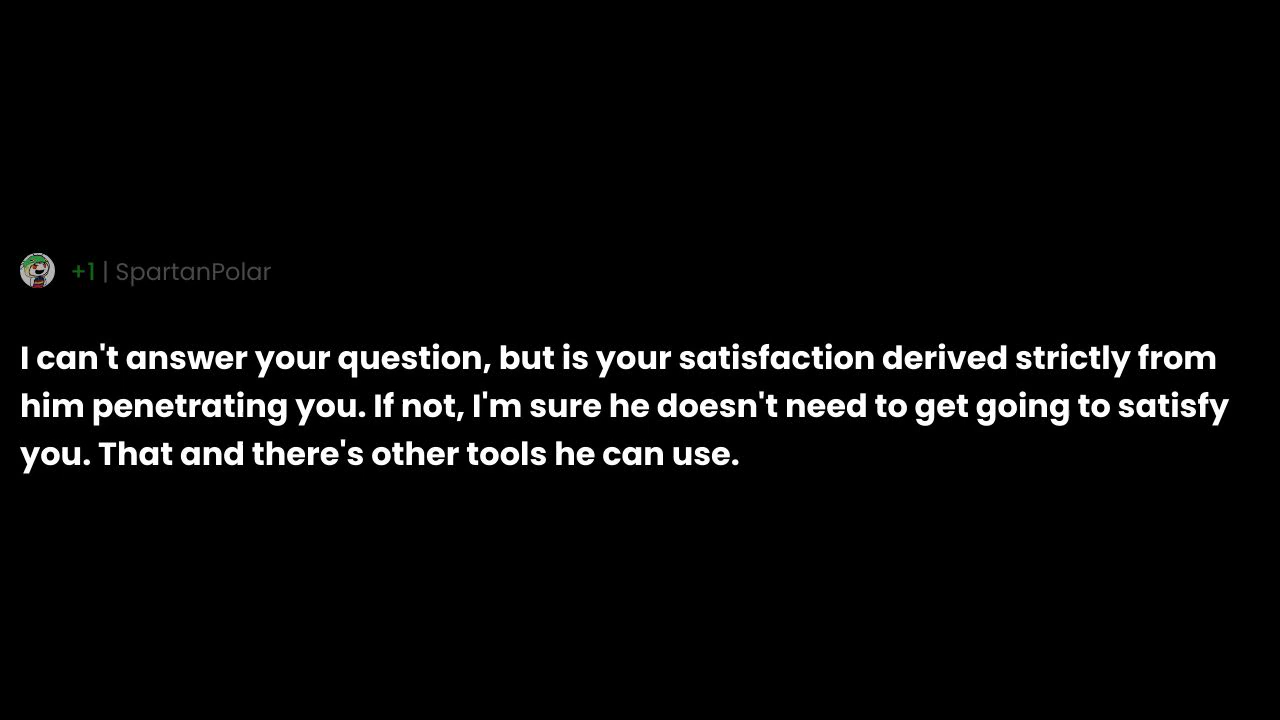 +1 | SpartanPolar
I can't answer your question, but is your satisfaction derived strictly from
him penetrating you. If not, I'm sure he doesn't need to get going to satisfy
you. That and there's other tools he can use.